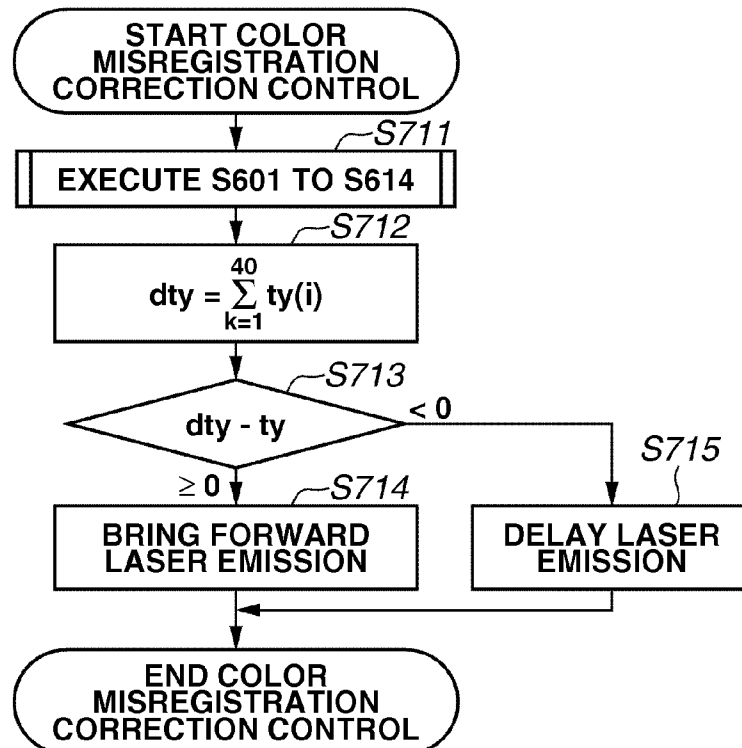 START COLOR
MISREGISTRATION
CORRECTION CONTROL
S711
EXECUTE S601 TO S614
S712
40
dty = Σ ty(i)
k=1
S713
dty - ty
< 0
≥ 0
S714
S715
BRING FORWARD
LASER EMISSION
DELAY LASER
EMISSION
END COLOR
MISREGISTRATION
CORRECTION CONTROL